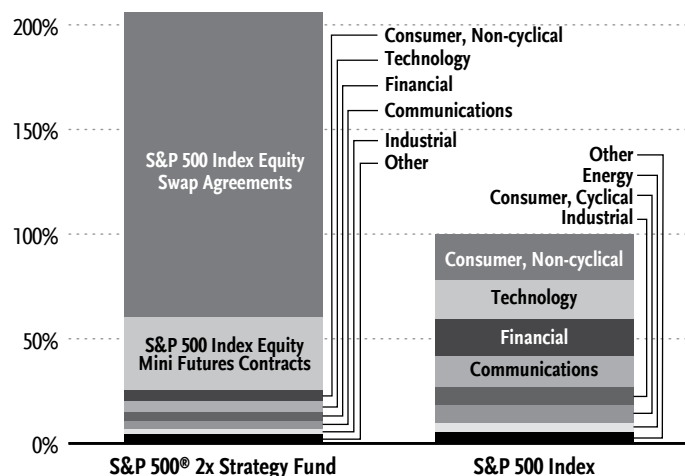 200%
150%
100%
50%
0%
S&P 500 Index Equity
Swap Agreements
S&P 500 Index Equity
Mini Futures Contracts
Consumer, Non-cyclical
Technology
Financial
Communications
Industrial
Other
Other
Energy
Consumer, Cyclical
Industrial
Consumer, Non-cyclical
Technology
Financial
Communications
S&P 500® 2x Strategy Fund
S&P 500 Index